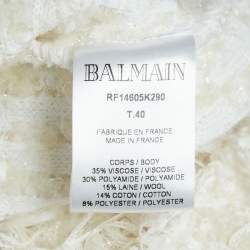 BALMAIN
RF14605K290
T.40
FABRIQUE EN FRANCE
MADE IN FRANCE
CORPS / BODY
35% VISCOSE / VISCOSE
30% POLYAMIDE / POLYAMIDE
15% LAINE / WOOL
14% COTON / COTTON
6% POLYESTER / POLYESTER